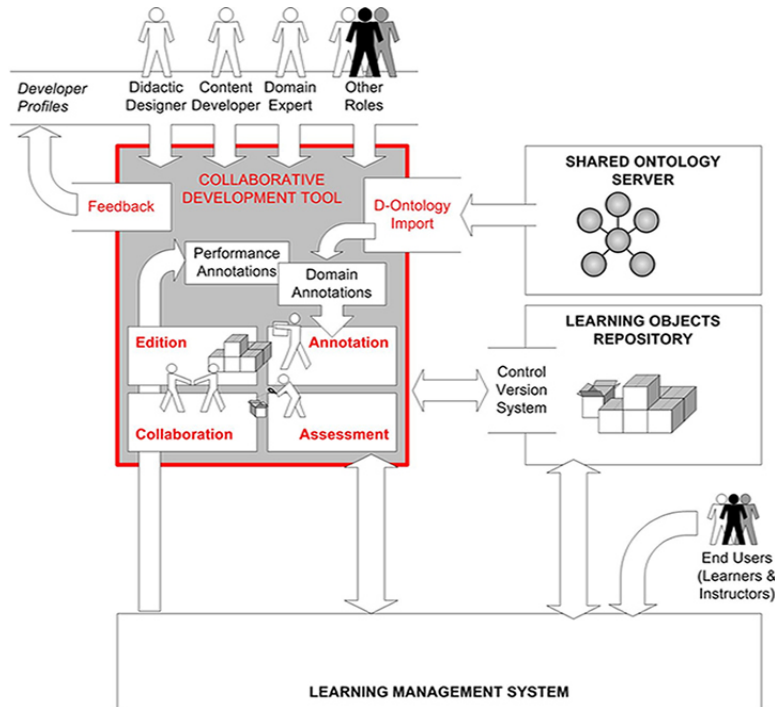 Developer
Profiles
Didactic
Designer
Content
Developer
Domain
Expert
Other
Roles
COLLABORATIVE
DEVELOPMENT TOOL
Feedback
D-Ontology
Import
SHARED ONTOLOGY
SERVER
Performance
Annotations
Domain
Annotations
Edition
Annotation
Collaboration
Assessment
LEARNING OBJECTS
REPOSITORY
Control
Version
System
End Users
(Learners &
Instructors)
LEARNING MANAGEMENT SYSTEM